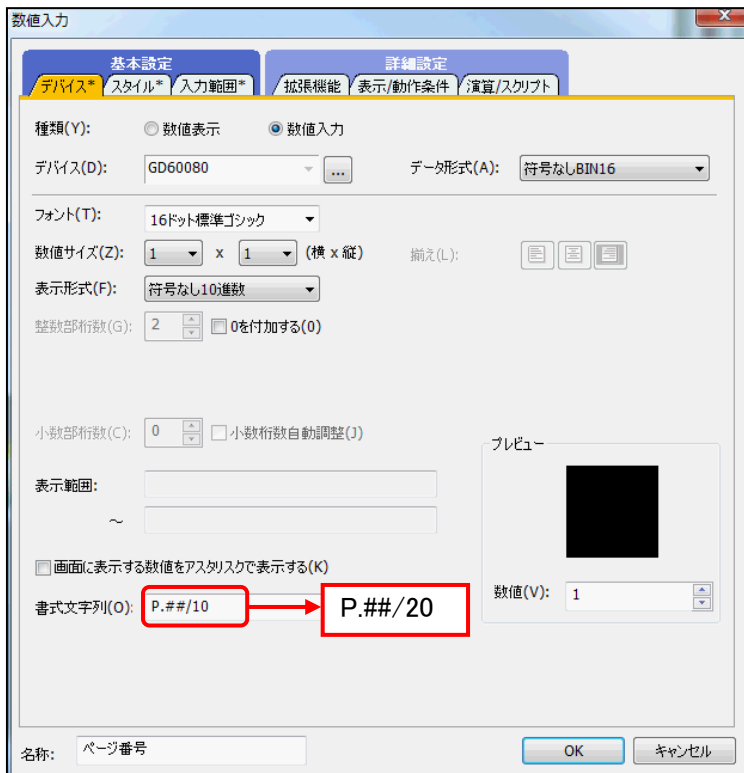 数値入力
基本設定 詳細設定
デバイス* スタイル* 入力範囲* 拡張機能 表示/動作条件 演算/スクリプト
種類(Y): 数値表示 数値入力
デバイス(D): GD60080 ... データ形式(A): 符号なしBIN16
フォント(T): 16ドット標準ゴシック
数値サイズ(Z): 1 x 1 (横 x 縦) 揃え(L):
表示形式(F): 符号なし10進数
整数部桁数(G): 2 0を付加する(0)
小数部桁数(C): 0 小数桁数自動調整(J)
プレビュー
表示範囲:
～
画面に表示する数値をアスタリスクで表示する(K)
数値(V): 1
書式文字列(O): P.##/10 P.##/20
名称: ページ番号 OK キャンセル